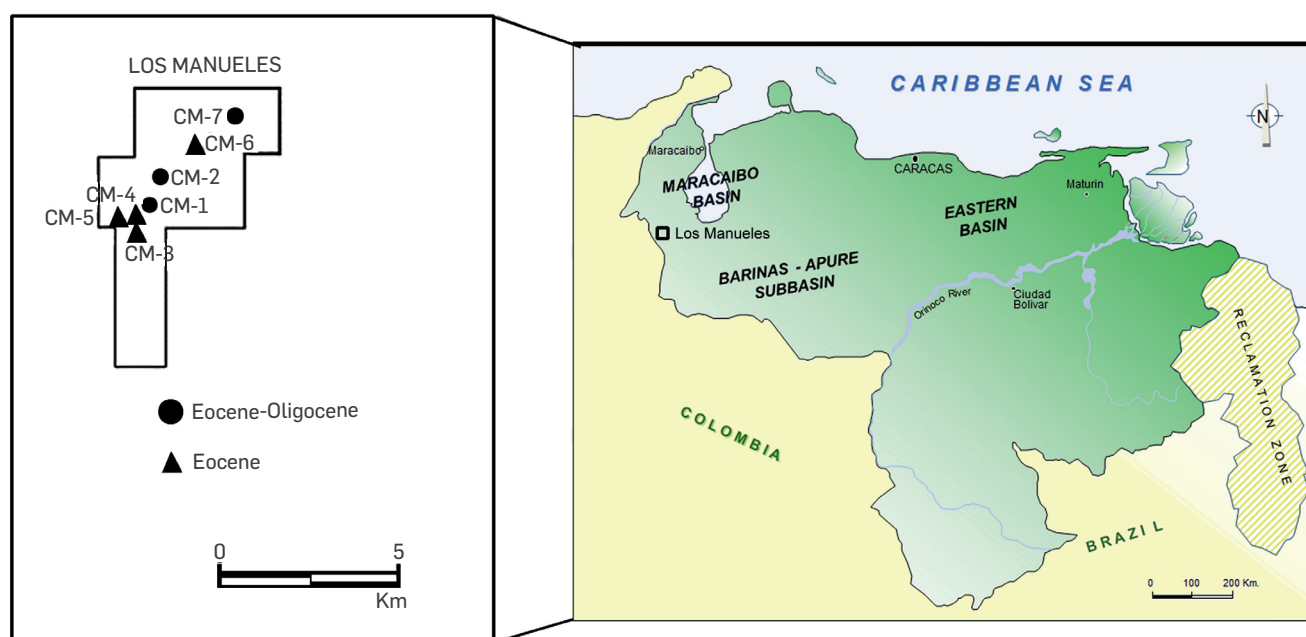 LOS MANUELES
CM-7
CM-6
CM-2
CM-4
CM-1
CM-5
CM-3
Eocene-Oligocene
Eocene
0 5
Km
CARIBBEAN SEA
N
Maracaibo
CARACAS
MARACAIBO
BASIN
Maturin
EASTERN
BASIN
Los Manueles
BARINAS - APURE
SUBBASIN
Orinoco River
Ciudad
Bolivar
RECLAMATION ZONE
COLOMBIA
BRAZIL
0 100 200 Km.